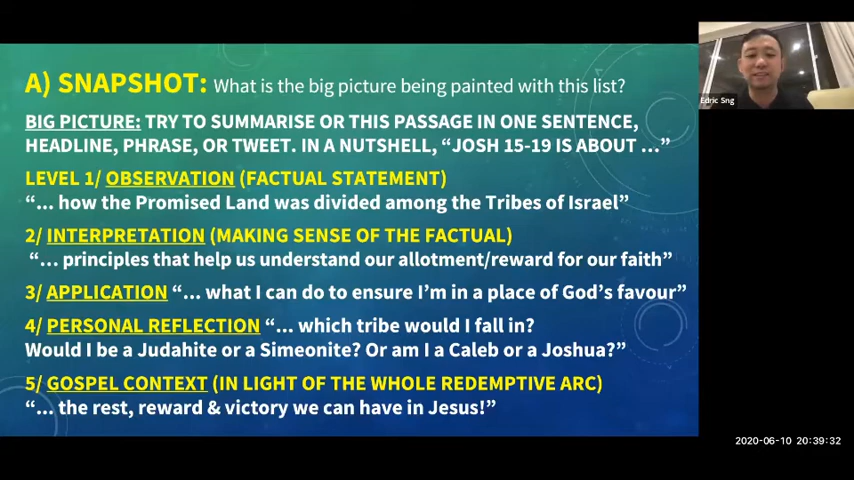 A) SNAPSHOT: What is the big picture being painted with this list?
BIG PICTURE: TRY TO SUMMARISE OR THIS PASSAGE IN ONE SENTENCE,
HEADLINE, PHRASE, OR TWEET. IN A NUTSHELL, “JOSH 15-19 IS ABOUT …”
LEVEL 1/ OBSERVATION (FACTUAL STATEMENT)
“… how the Promised Land was divided among the Tribes of Israel”
2/ INTERPRETATION (MAKING SENSE OF THE FACTUAL)
“… principles that help us understand our allotment/reward for our faith”
3/ APPLICATION “… what I can do to ensure I’m in a place of God’s favour”
4/ PERSONAL REFLECTION “… which tribe would I fall in?
Would I be a Judahite or a Simeonite? Or am I a Caleb or a Joshua?”
5/ GOSPEL CONTEXT (IN LIGHT OF THE WHOLE REDEMPTIVE ARC)
“… the rest, reward & victory we can have in Jesus!”
Edric Sng
2020-06-10 20:39:32